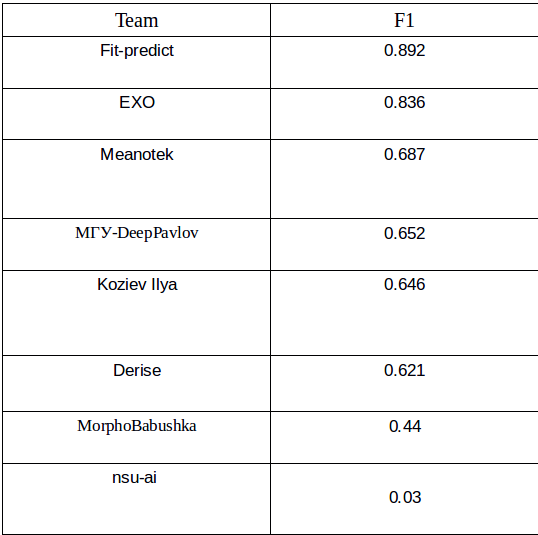 Team F1
Fit-predict 0.892
EXO 0.836
Meanotek 0.687
МГУ-DeepPavlov 0.652
Koziev Ilya 0.646
Derise 0.621
MorphoBabushka 0.44
nsu-ai 0.03